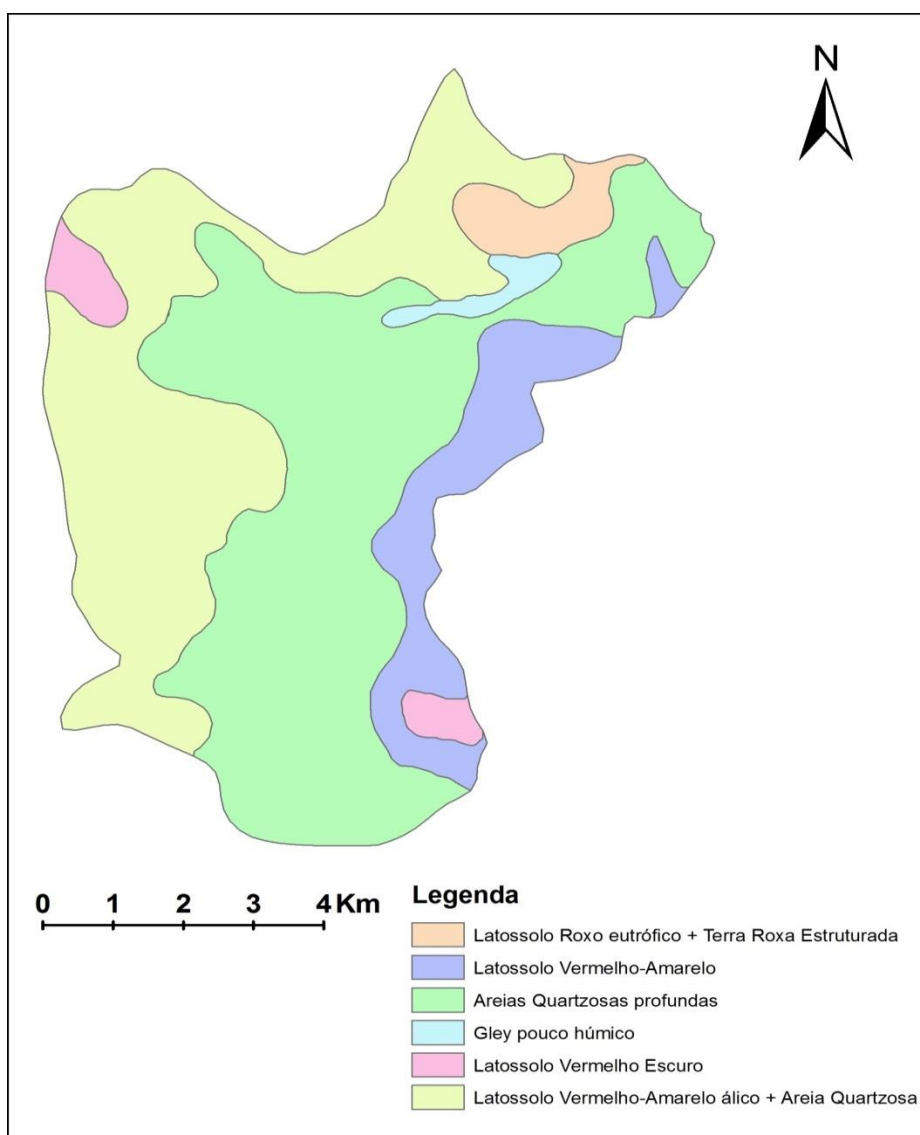 N
0 1 2 3 4 Km
Legenda
Latossolo Roxo eutrófico + Terra Roxa Estruturada
Latossolo Vermelho-Amarelo
Areias Quartzosas profundas
Gley pouco húmico
Latossolo Vermelho Escuro
Latossolo Vermelho-Amarelo álico + Areia Quartzosa